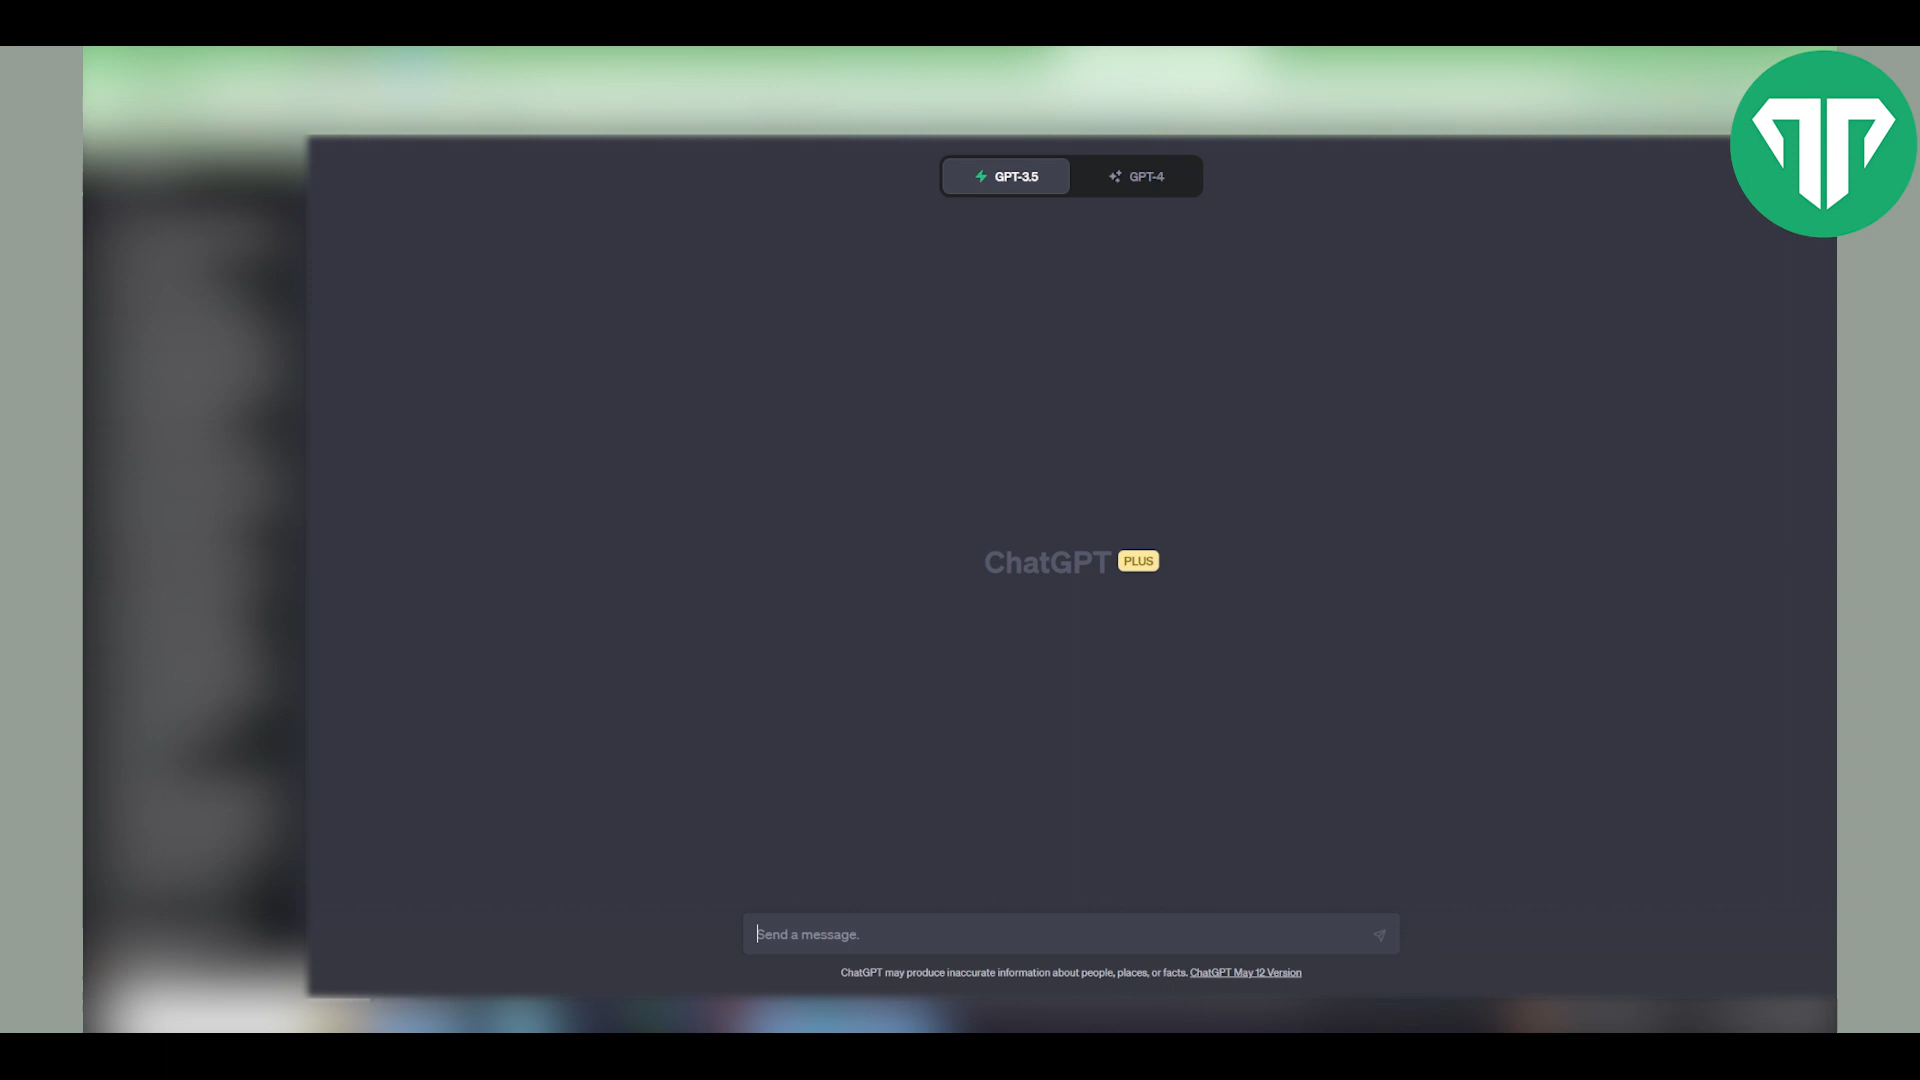 GPT-3.5
GPT-4
ChatGPT PLUS
Send a message.
ChatGPT may produce inaccurate information about people, places, or facts. ChatGPT May 12 Version